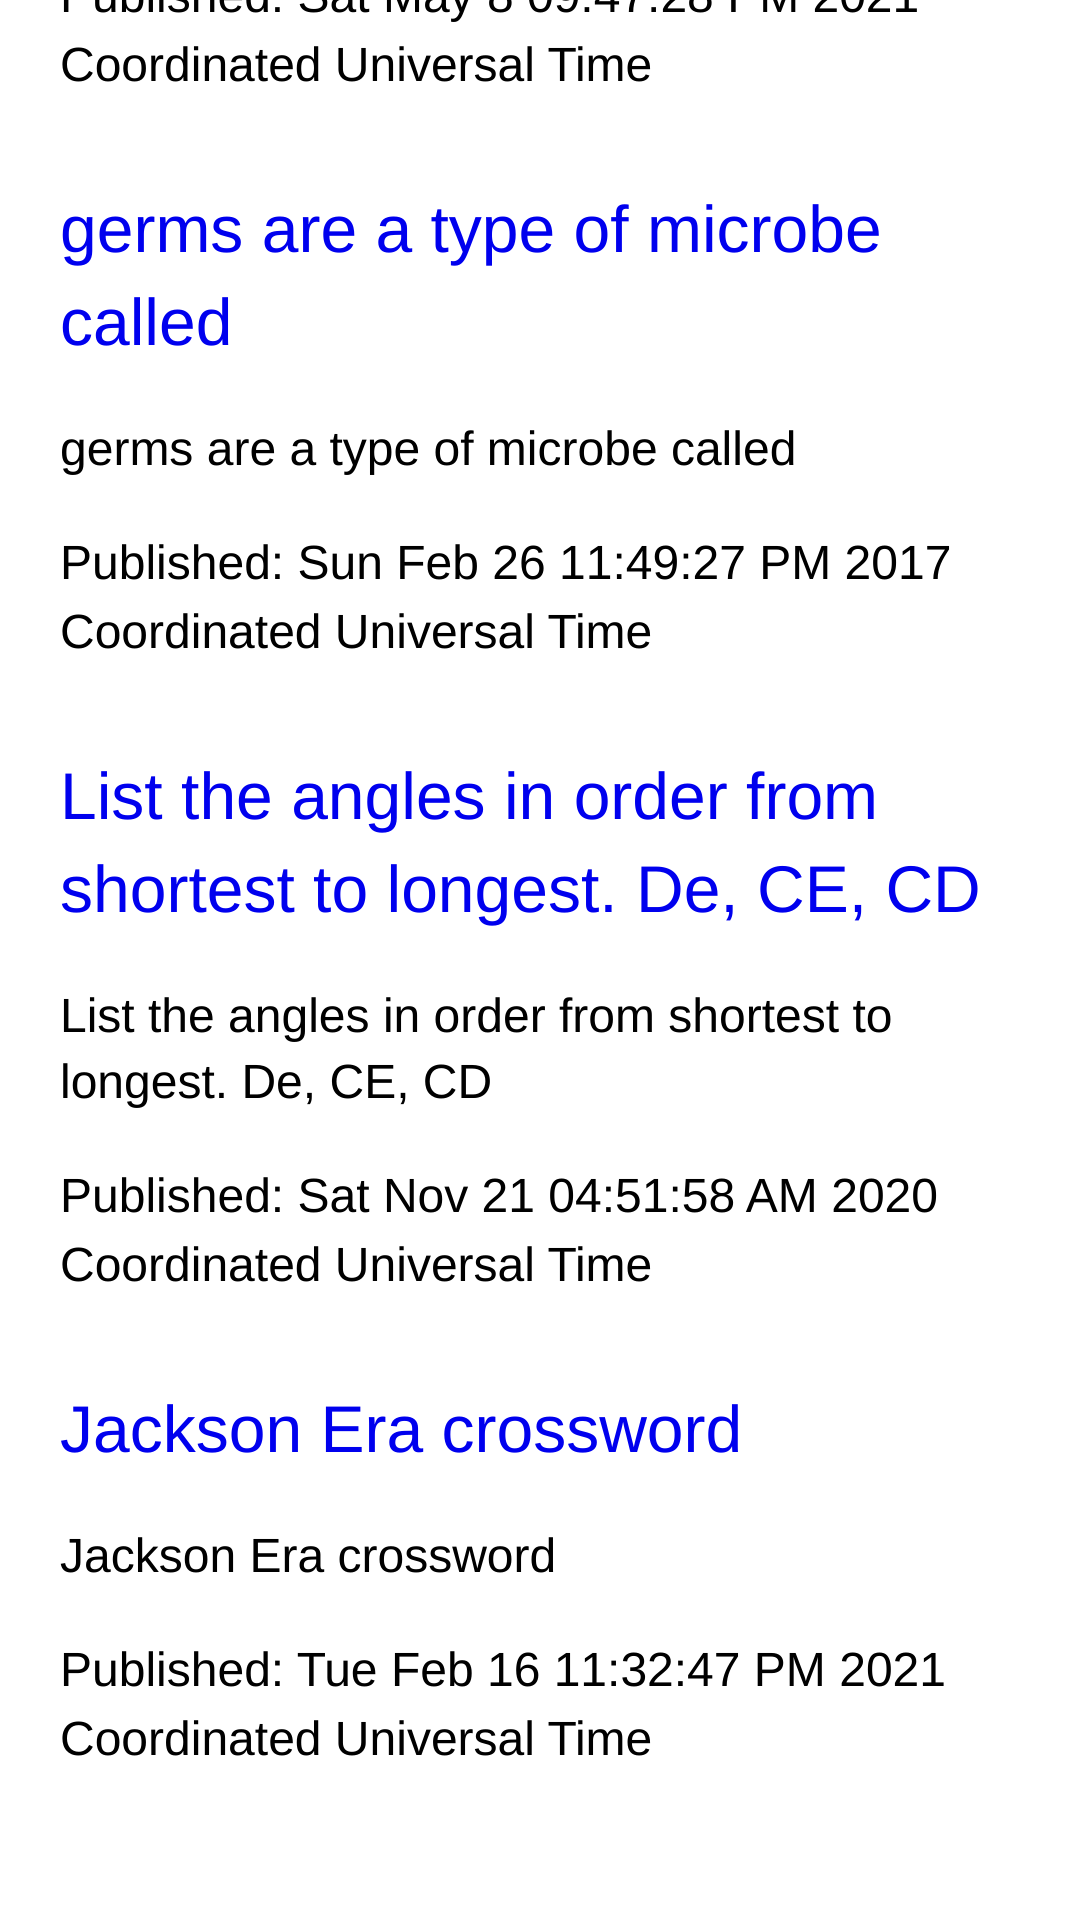 Published: Sat May 8 09:47:28 PM 2021
Coordinated Universal Time
germs are a type of microbe
called
germs are a type of microbe called
Published: Sun Feb 26 11:49:27 PM 2017
Coordinated Universal Time
List the angles in order from
shortest to longest. De, CE, CD
List the angles in order from shortest to
longest. De, CE, CD
Published: Sat Nov 21 04:51:58 AM 2020
Coordinated Universal Time
Jackson Era crossword
Jackson Era crossword
Published: Tue Feb 16 11:32:47 PM 2021
Coordinated Universal Time